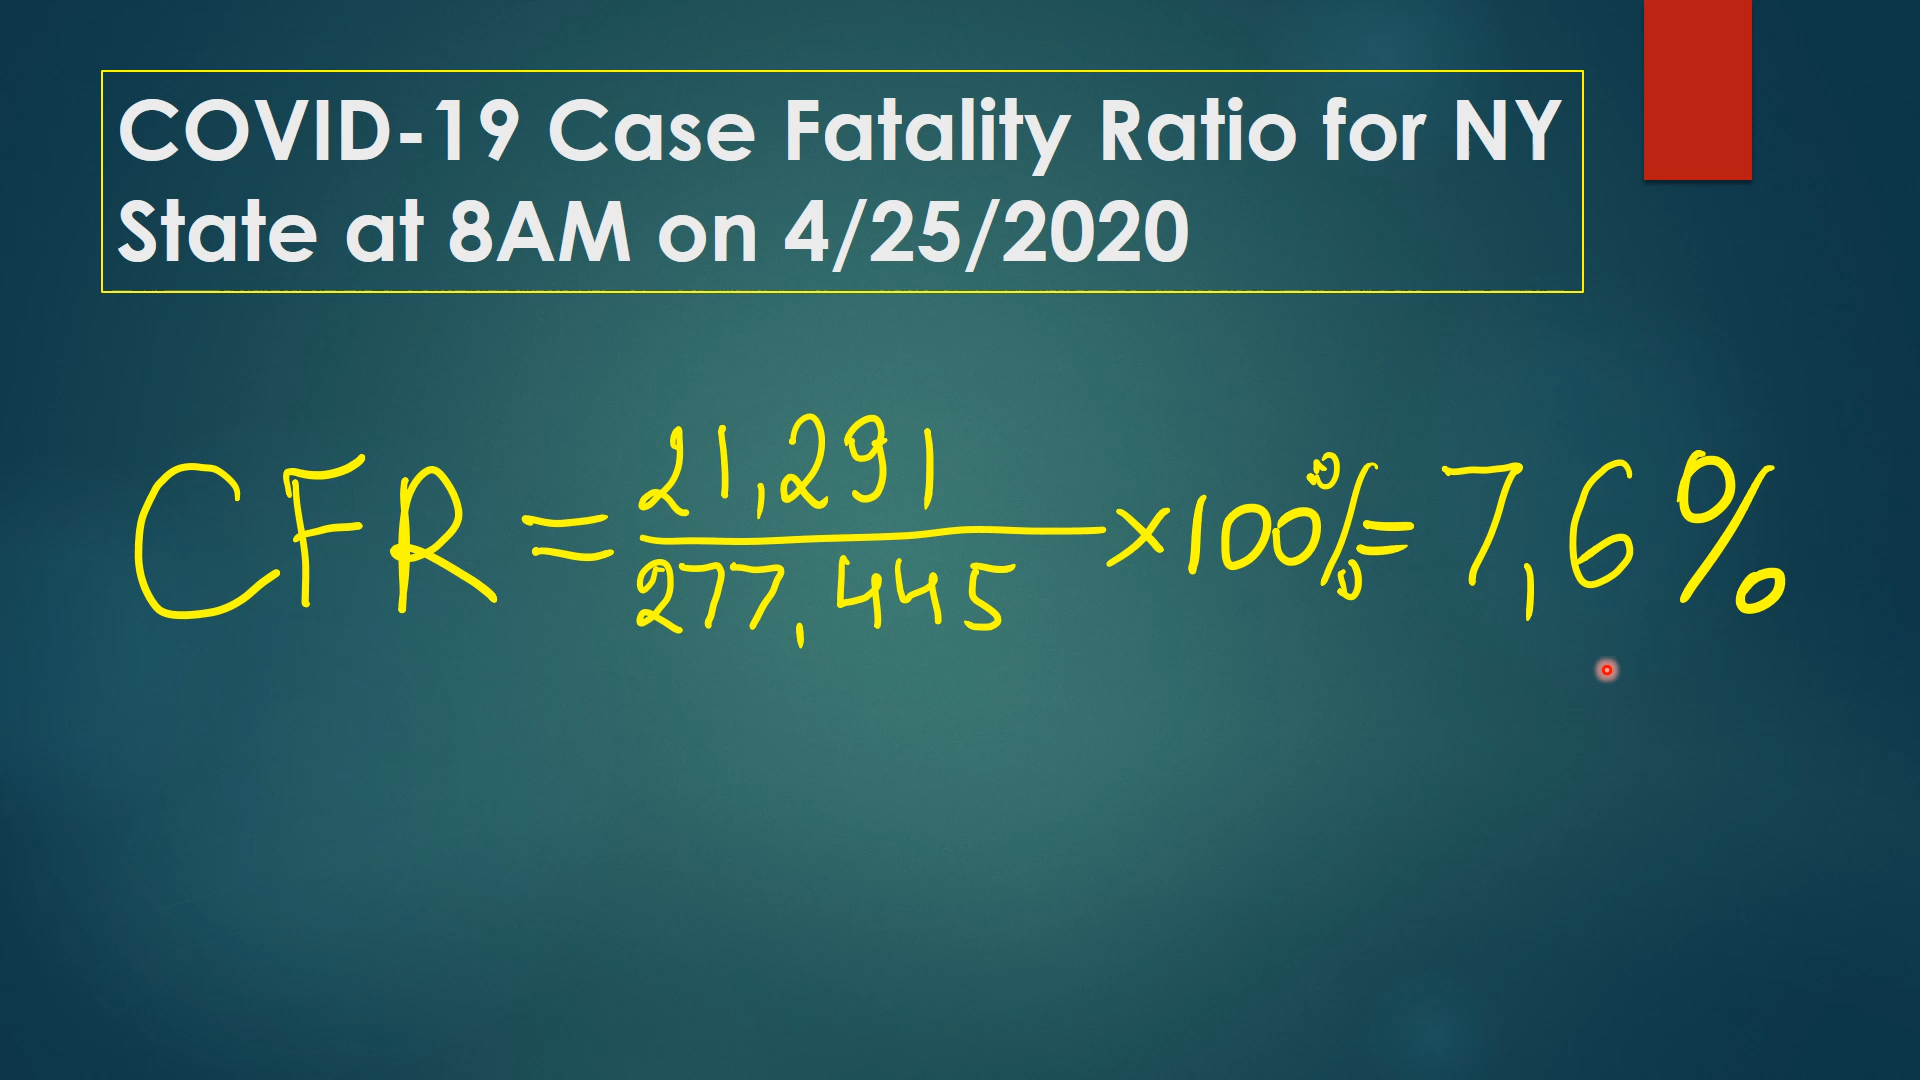 COVID-19 Case Fatality Ratio for NY
State at 8AM on 4/25/2020
CFR = 21,291 / 277,445 × 100% = 7,6%